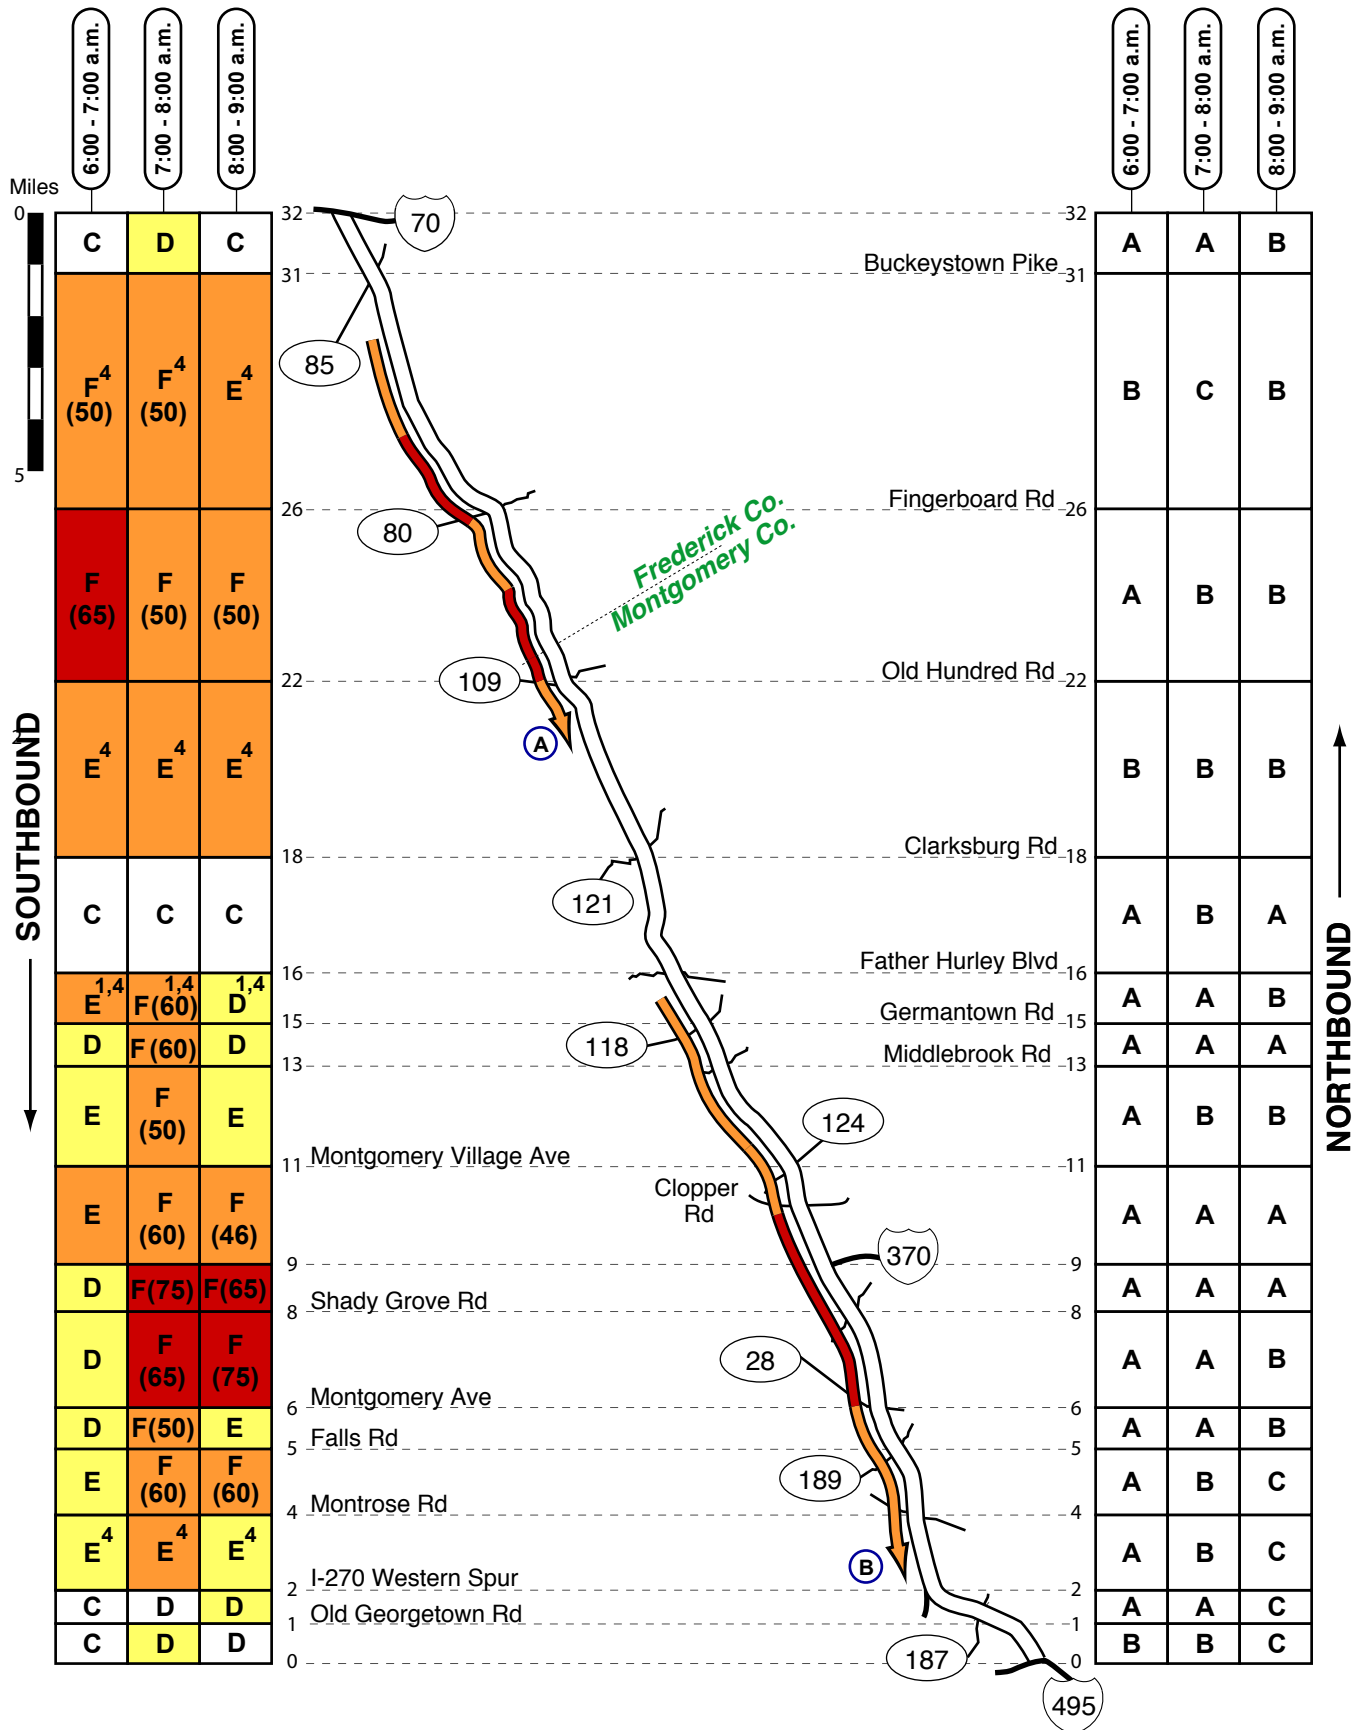 6:00 - 7:00 a.m. 7:00 - 8:00 a.m. 8:00 - 9:00 a.m. 6:00 - 7:00 a.m. 7:00 - 8:00 a.m. 8:00 - 9:00 a.m.
Miles
0 32 70 32
C D C A A B
Buckeystown Pike
31 31
85
F4 (50) F4 (50) E4 B C B
5
Fingerboard Rd
26 26
80
Frederick Co.
Montgomery Co.
F (65) F (50) F (50) A B B
Old Hundred Rd
22 109 22
SOUTHBOUND
A
E4 E4 E4 B B B
Clarksburg Rd
18 18
121
C C C A B A
NORTHBOUND
Father Hurley Blvd
16 16
E1,4 F(60)1,4 D1,4 A A B
Germantown Rd
15 15
118
D F(60) D A A A
Middlebrook Rd
13 13
E F (50) E A B B
124
Montgomery Village Ave
11 11
Clopper
Rd
E F (60) F (46) A A A
370
9 9
D F(75) F(65) A A A
Shady Grove Rd
8 8
D F (65) F (75) 28 A A B
Montgomery Ave
6 6
D F(50) E A A B
Falls Rd
5 5
E F (60) F (60) 189 A B C
Montrose Rd
4 4
E4 E4 E4 B A B C
I-270 Western Spur
2 2
C D D A A C
Old Georgetown Rd
1 1
C D D 187 B B C
0 0
495